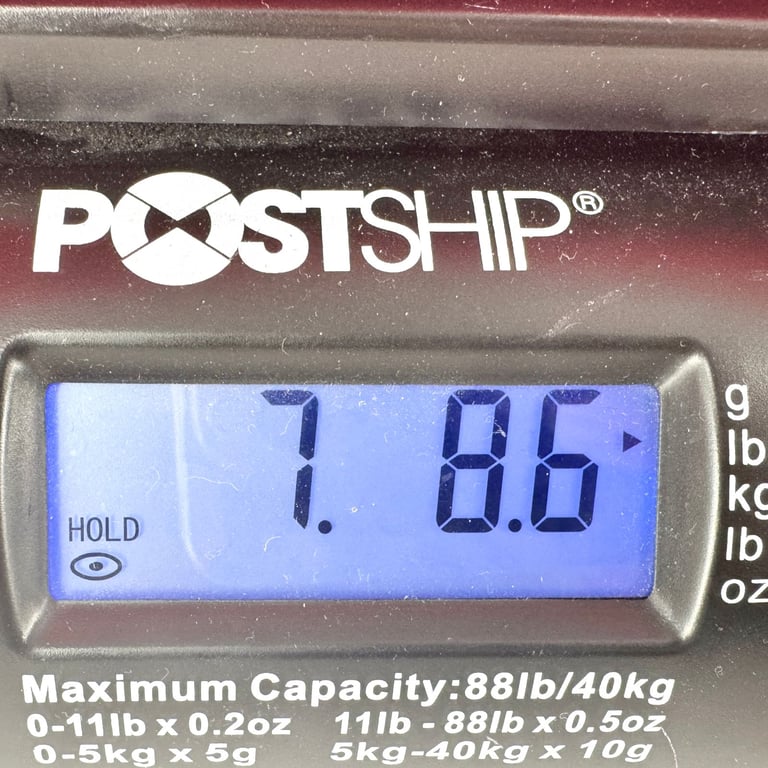 POSTSHIP®
7. 8.6
HOLD
g
lb
kg
lb
oz
Maximum Capacity:88lb/40kg
0-11lb x 0.2oz 11lb - 88lb x 0.5oz
0-5kg x 5g 5kg-40kg x 10g